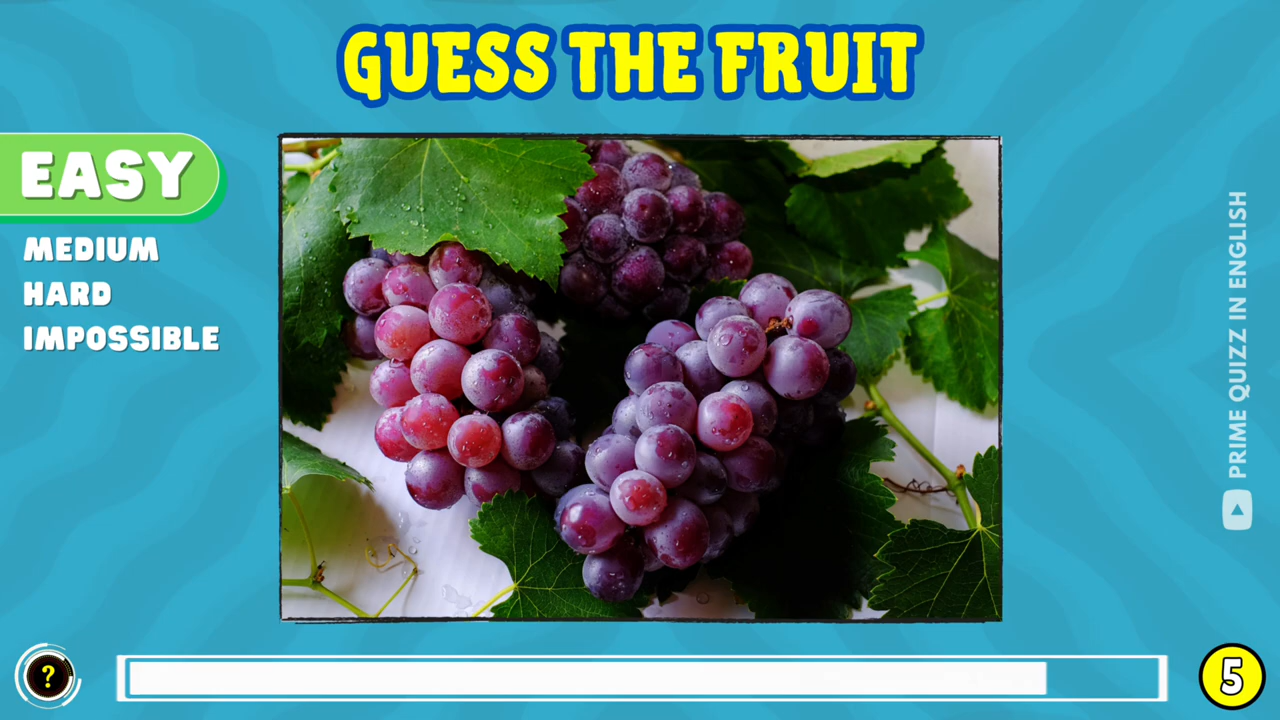 GUESS THE FRUIT
EASY
MEDIUM
HARD
IMPOSSIBLE
PRIME QUIZZ IN ENGLISH
?
5